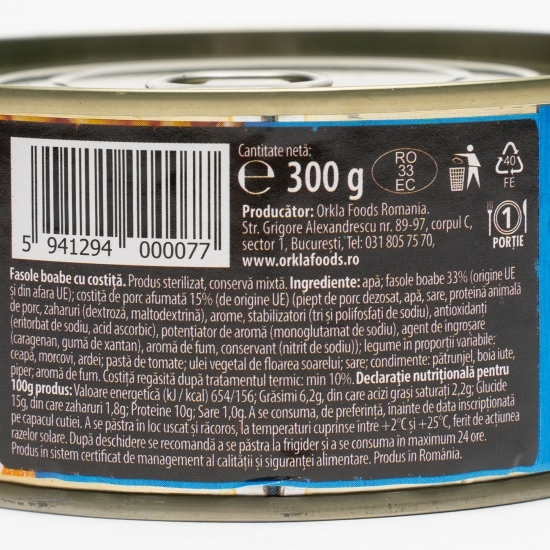 Cantitate netă:
℮ 300 g
RO
33
EC
40
FE
Producător: Orkla Foods Romania.
Str. Grigore Alexandrescu nr. 89-97, corpul C,
sector 1, București, Tel: 031 805 75 70,
www.orklafoods.ro
1
PORȚIE
5 941294 000077
Fasole boabe cu costiță. Produs sterilizat, conservă mixtă. Ingrediente: apă; fasole boabe 33% (origine UE
și din afara UE); costiță de porc afumată 15% (de origine UE) (piept de porc dezosat, apă, sare, proteină animală
de porc, zaharuri (dextroză, maltodextrină), arome, stabilizatori (tri și polifosfați de sodiu), antioxidanți
(eritorbat de sodiu, acid ascorbic), potențiator de aromă (monoglutamat de sodiu), agent de îngroșare
(caragenan, gumă de xantan), aromă de fum, conservant (nitrit de sodiu)); legume în proporții variabile:
ceapă, morcovi, ardei; pastă de tomate; ulei vegetal de floarea soarelui; sare; condimente: pătrunjel, boia iute,
piper; aromă de fum. Costiță regăsită după tratamentul termic: min 10%. Declarație nutrițională pentru
100g produs: Valoare energetică (kJ / kcal) 654/156; Grăsimi 6,2g, din care acizi grași saturați 2,2g; Glucide
15g, din care zaharuri 1,8g; Proteine 10g; Sare 1,0g. A se consuma, de preferință, înainte de data inscripționată
pe capacul cutiei. A se păstra în loc uscat și răcoros, la temperaturi cuprinse între +2°C și +25°C, ferit de acțiunea
razelor solare. După deschidere se recomandă a se păstra la frigider și a se consuma în maximum 24 ore.
Produs în sistem certificat de management al calității și siguranței alimentare. Produs în România.